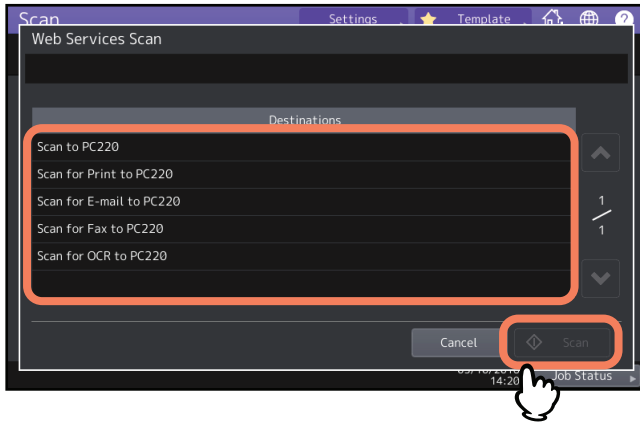 Scan
Settings
Template
?
Web Services Scan
Destinations
Scan to PC220
Scan for Print to PC220
Scan for E-mail to PC220
Scan for Fax to PC220
Scan for OCR to PC220
1
1
Cancel
Scan
14:20
Job Status